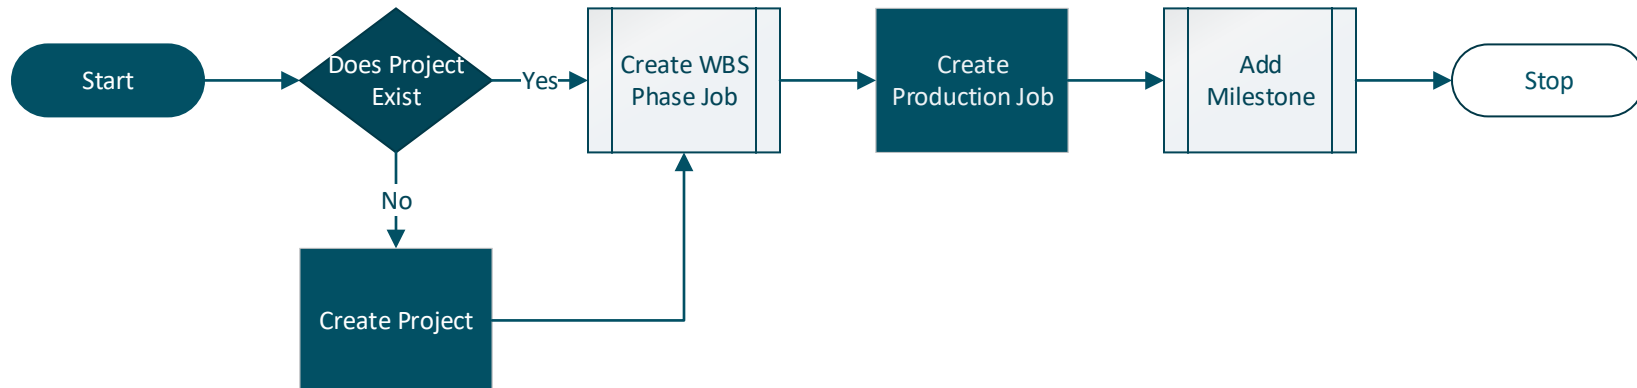 Start
Does Project
Exist
Yes
Create WBS
Phase Job
Create
Production Job
Add
Milestone
Stop
No
Create Project